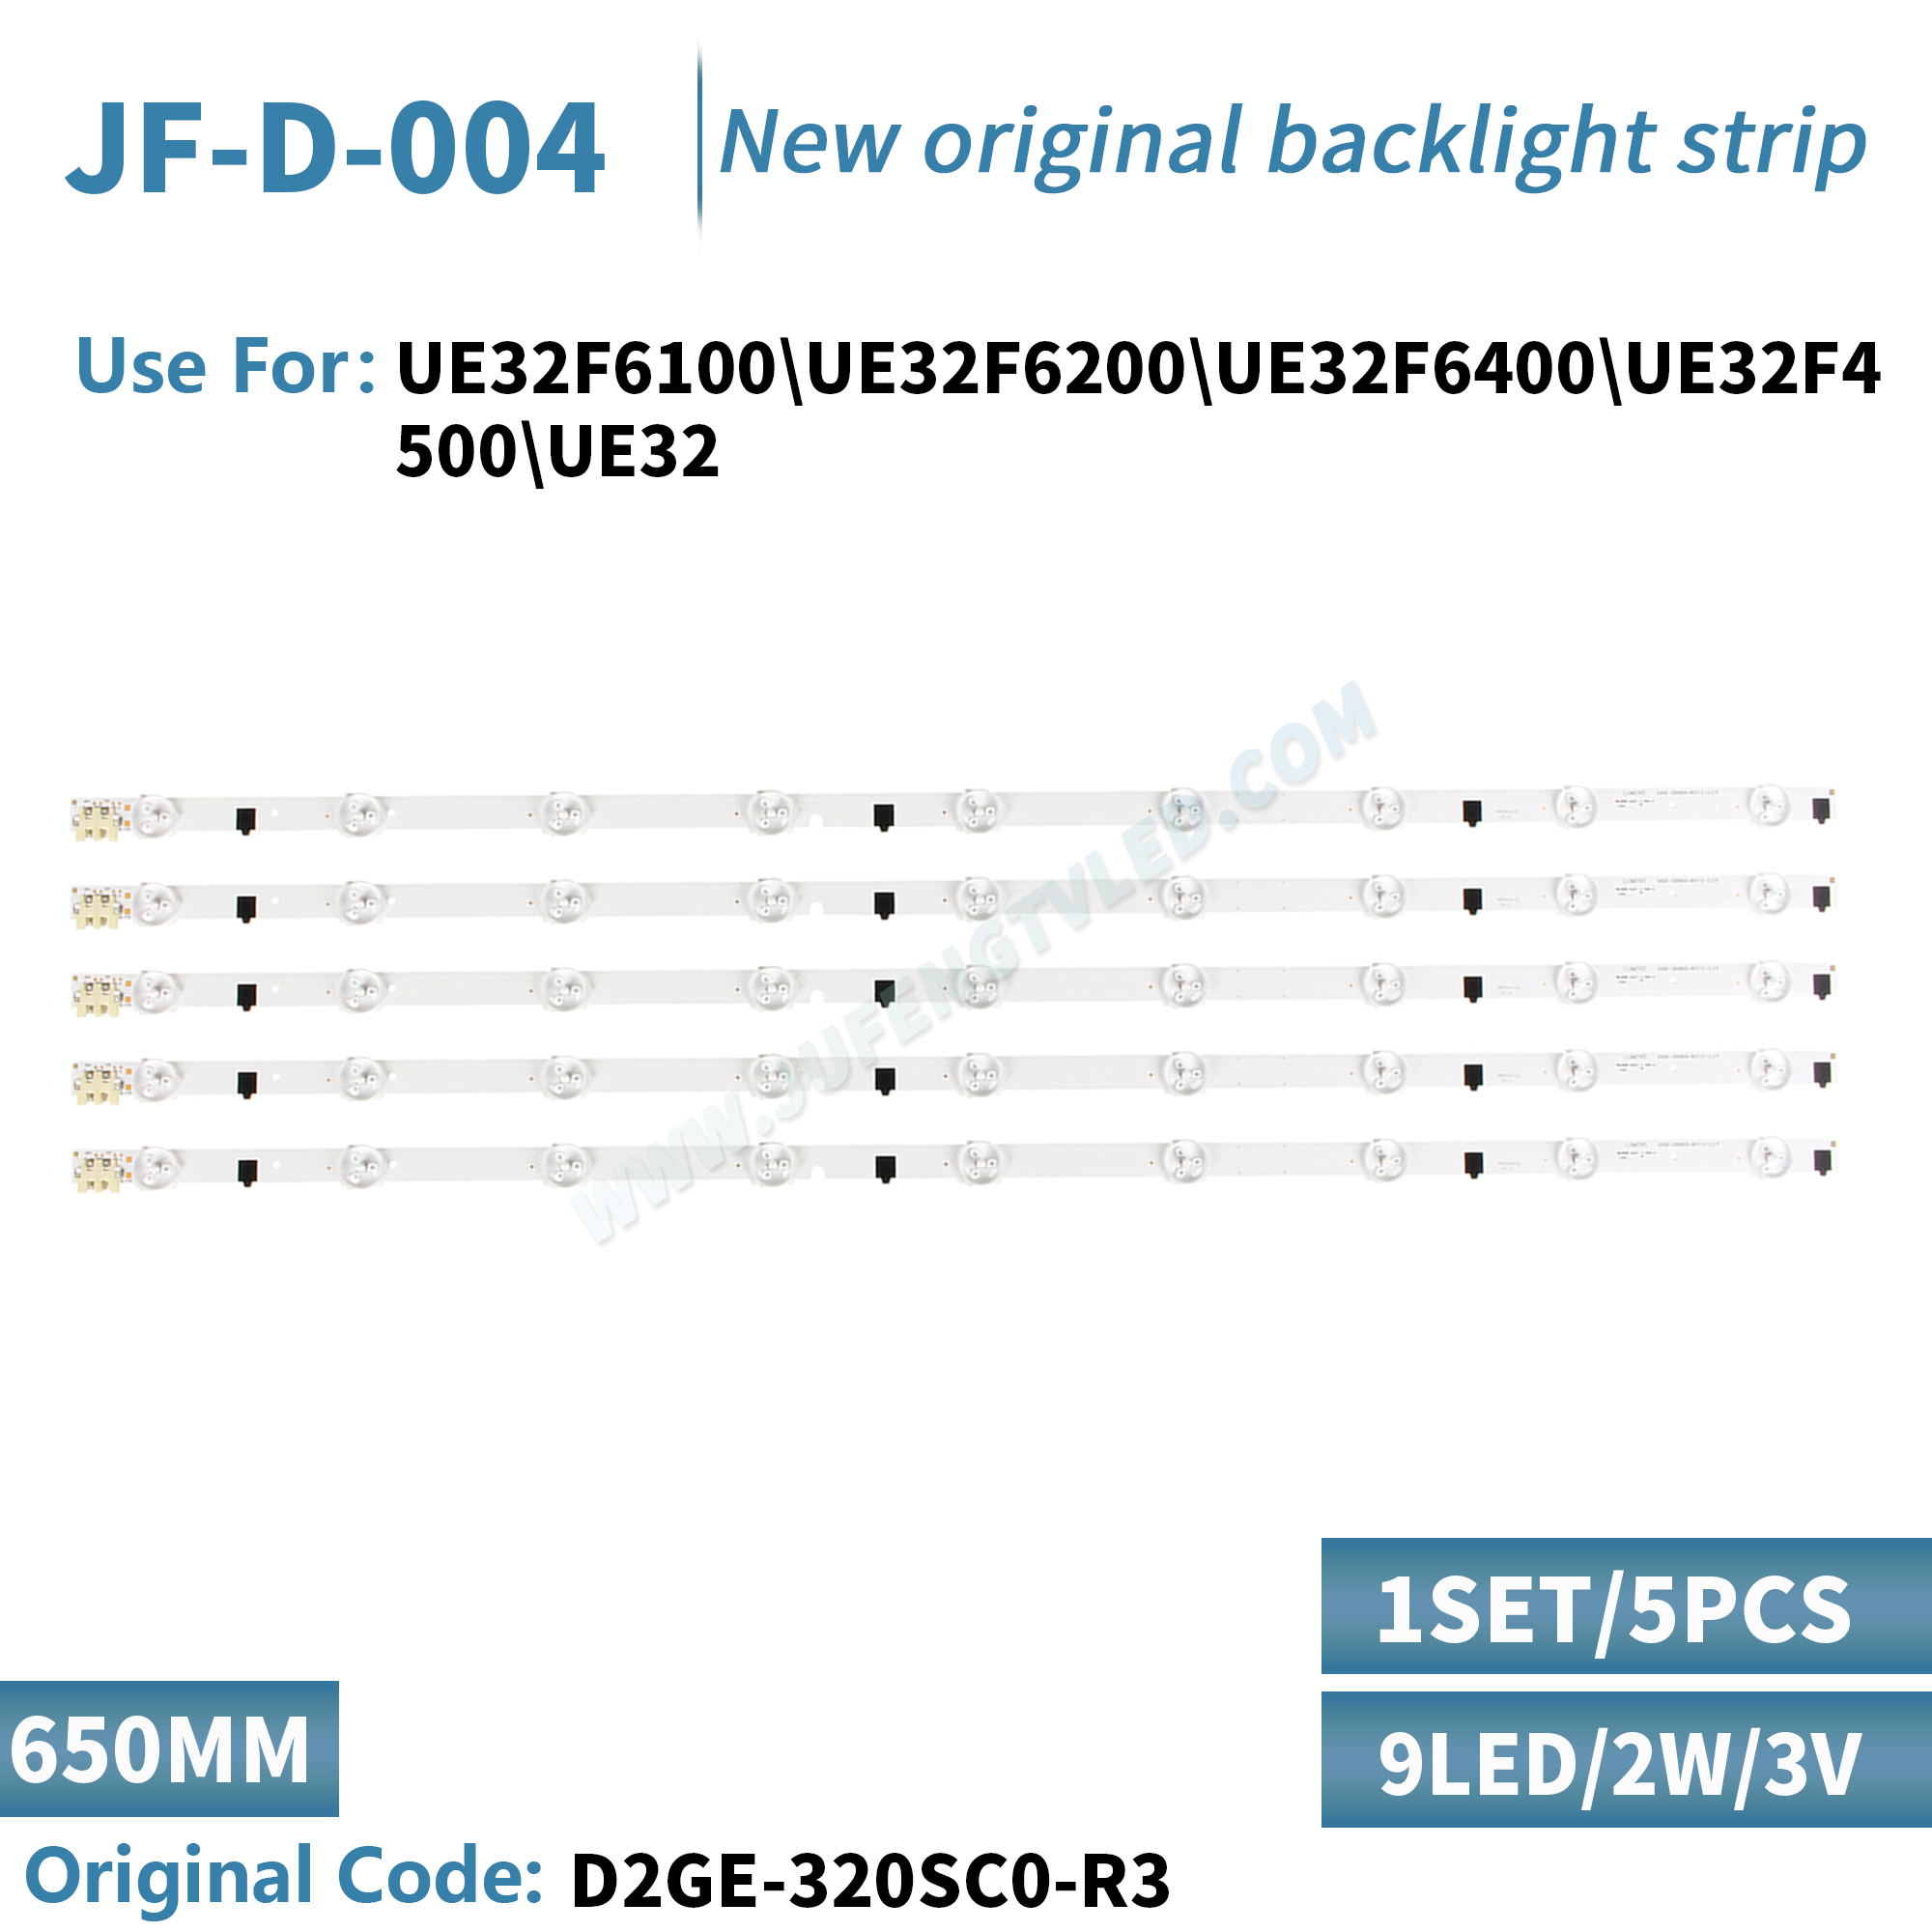 JF-D-004
New original backlight strip
Use For: UE32F6100\UE32F6200\UE32F6400\UE32F4
500\UE32
WWW.JUFENGTVLED.COM
1SET/5PCS
650MM
9LED/2W/3V
Original Code: D2GE-320SC0-R3